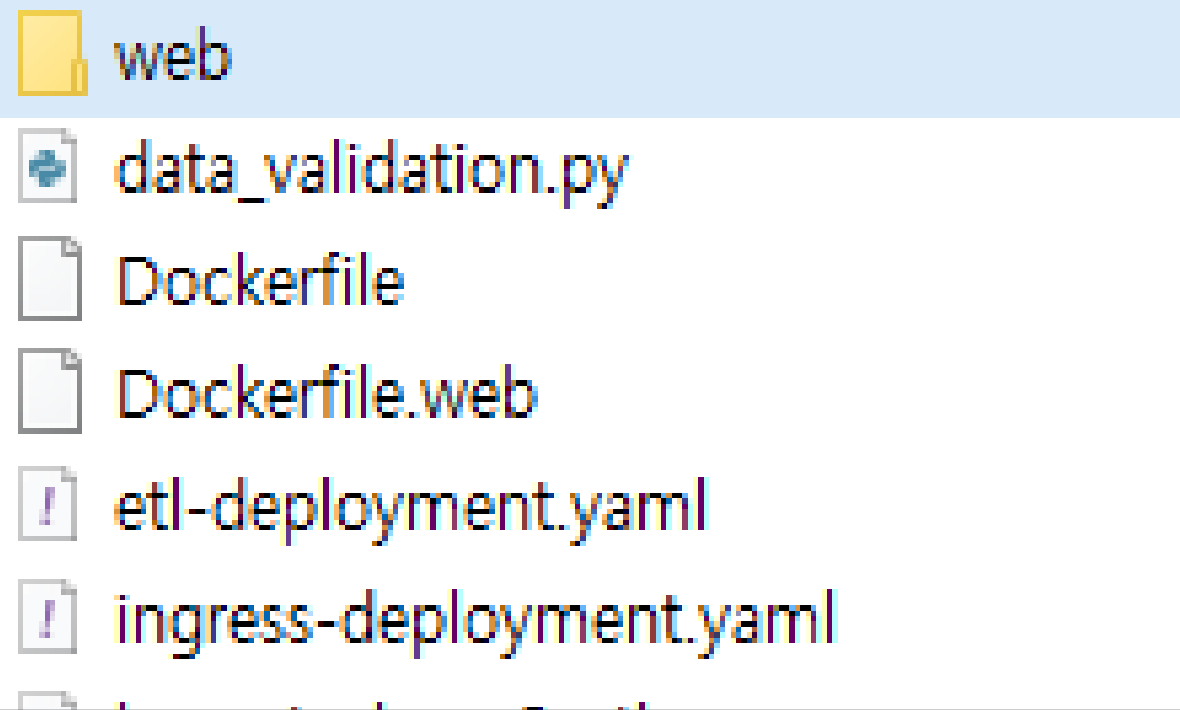 web
data_validation.py
Dockerfile
Dockerfile.web
etl-deployment.yaml
ingress-deployment.yaml